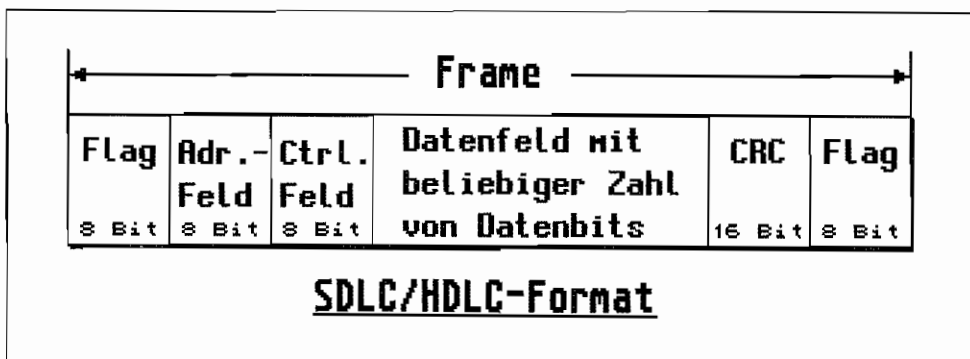 Frame
Flag
8 Bit
Adr.-
Feld
8 Bit
Ctrl.
Feld
8 Bit
Datenfeld mit
beliebiger Zahl
von Datenbits
CRC
16 Bit
Flag
8 Bit
SDLC/HDLC-Format